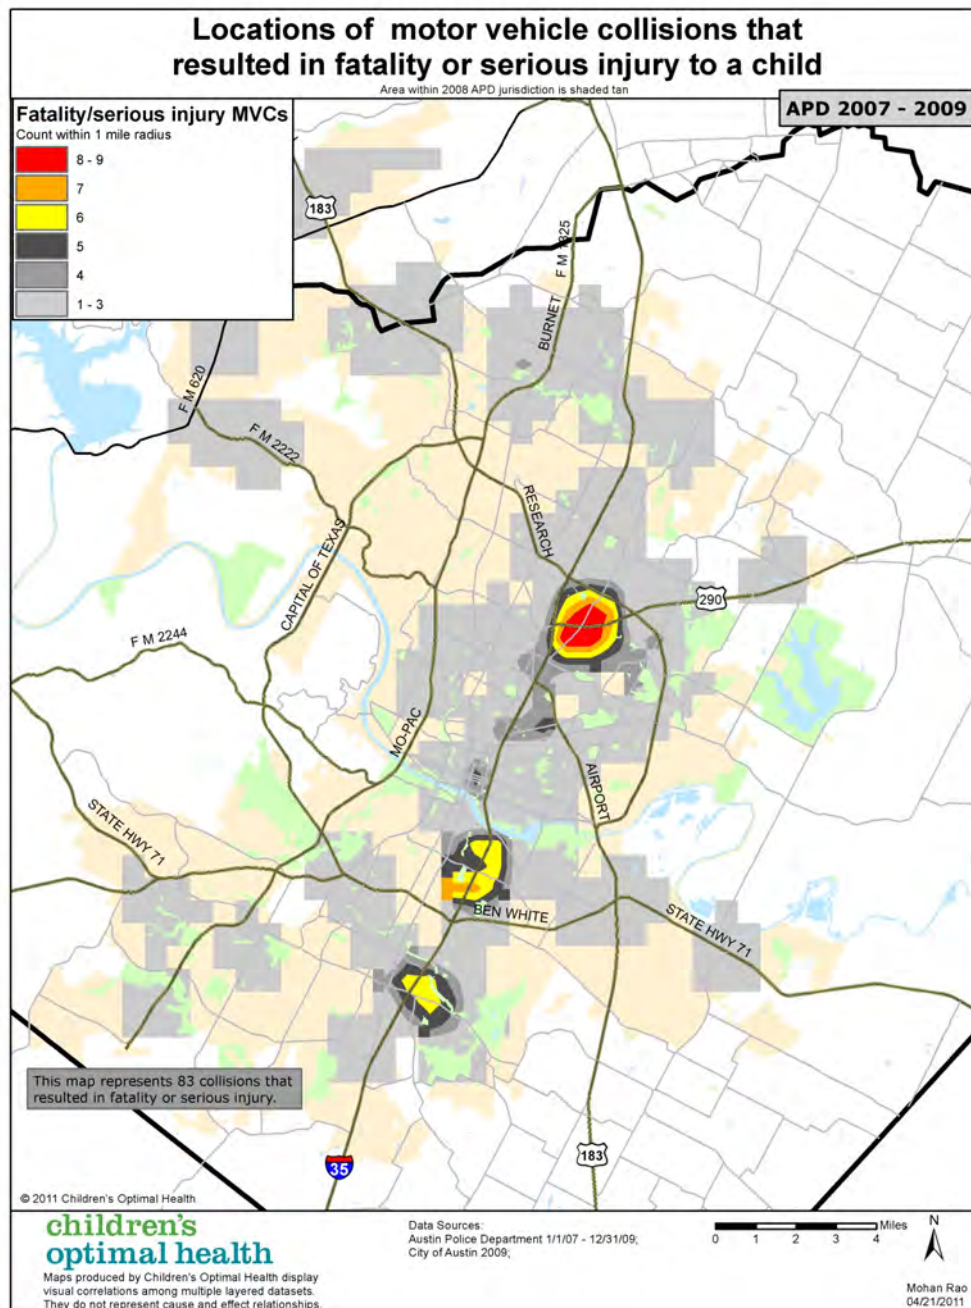 Locations of motor vehicle collisions that
resulted in fatality or serious injury to a child
Area within 2008 APD jurisdiction is shaded tan
APD 2007 - 2009
Fatality/serious injury MVCs
Count within 1 mile radius
8 - 9
7
6
5
4
1 - 3
183
F M 1325
BURNET
F M 620
F M 2222
RESEARCH
CAPITAL OF TEXAS
290
F M 2244
MO-PAC
AIRPORT
STATE HWY 71
BEN WHITE
STATE HWY 71
This map represents 83 collisions that
resulted in fatality or serious injury.
183
35
© 2011 Children's Optimal Health
children's
optimal health
Maps produced by Children's Optimal Health display
visual correlations among multiple layered datasets.
They do not represent cause and effect relationships.
Data Sources:
Austin Police Department 1/1/07 - 12/31/09;
City of Austin 2009;
Miles
0 1 2 3 4
N
Mohan Rao
04/21/2011